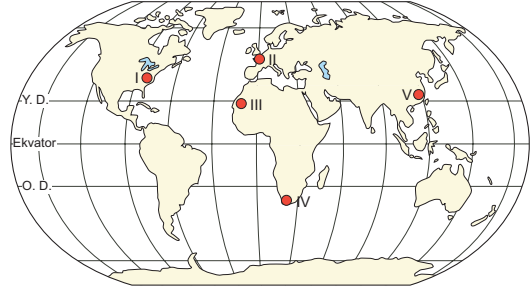 I
II
Y. D.
III
V
Ekvator
O. D.
IV